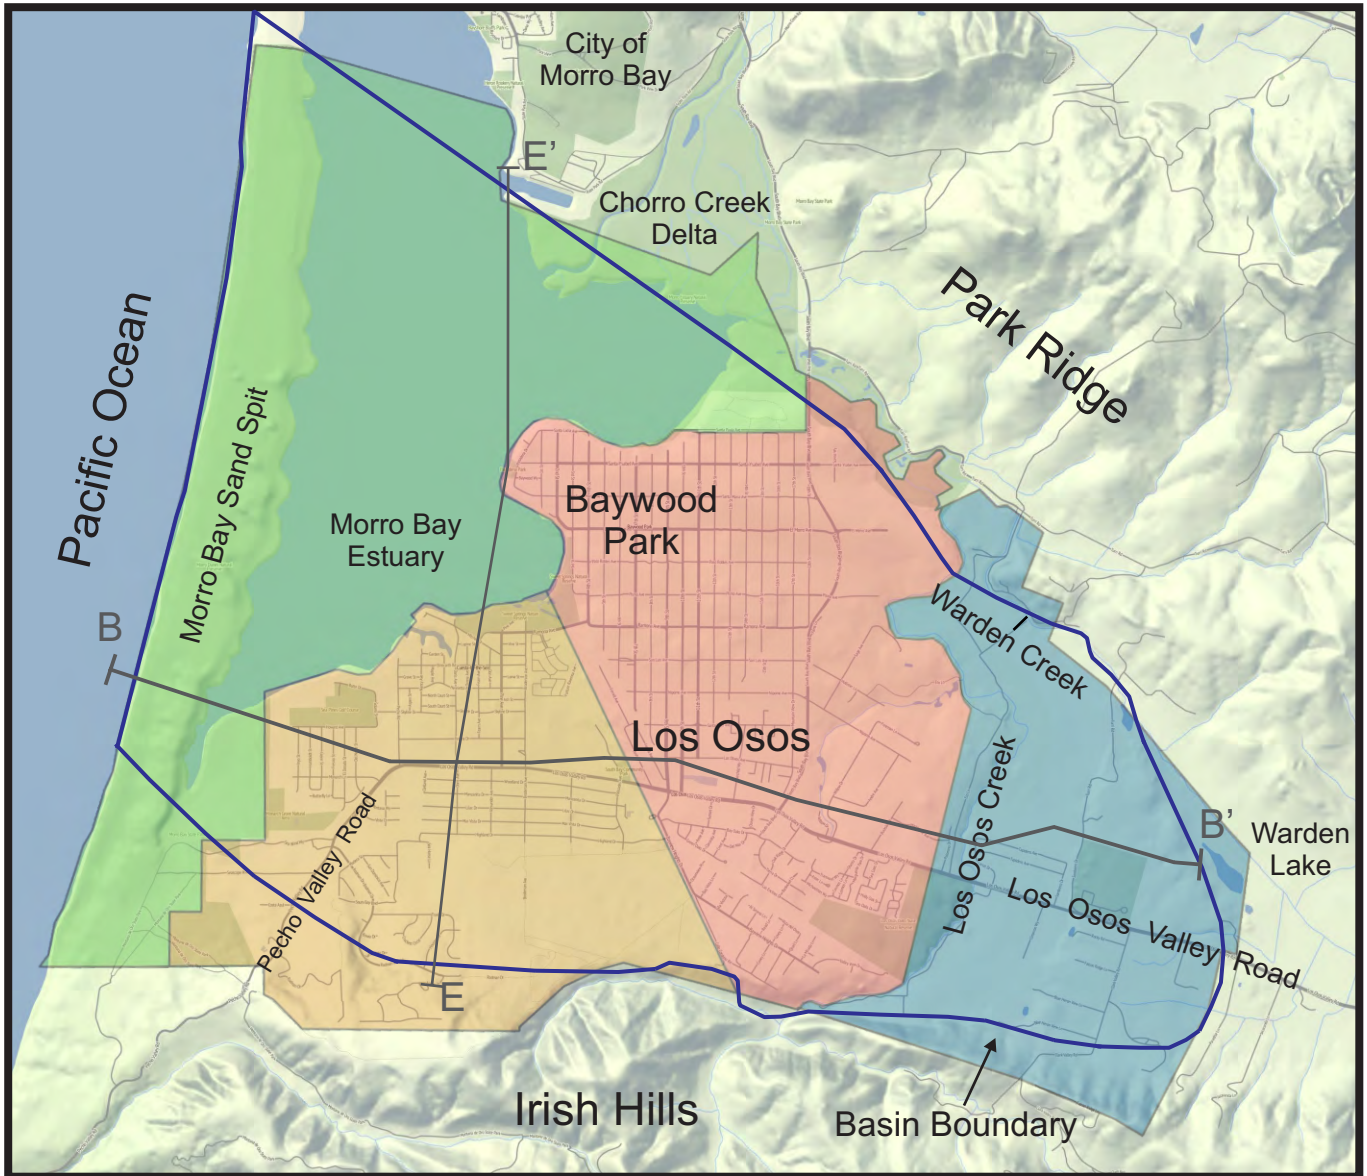 City of
Morro Bay
E’
Chorro Creek
Delta
Park Ridge
Pacific Ocean
Morro Bay Sand Spit
Morro Bay
Estuary
Baywood
Park
B
Warden Creek
Los Osos
Los Osos Creek
B’
Warden
Lake
Pecho Valley Road
Los Osos Valley Road
E
Irish Hills
Basin Boundary